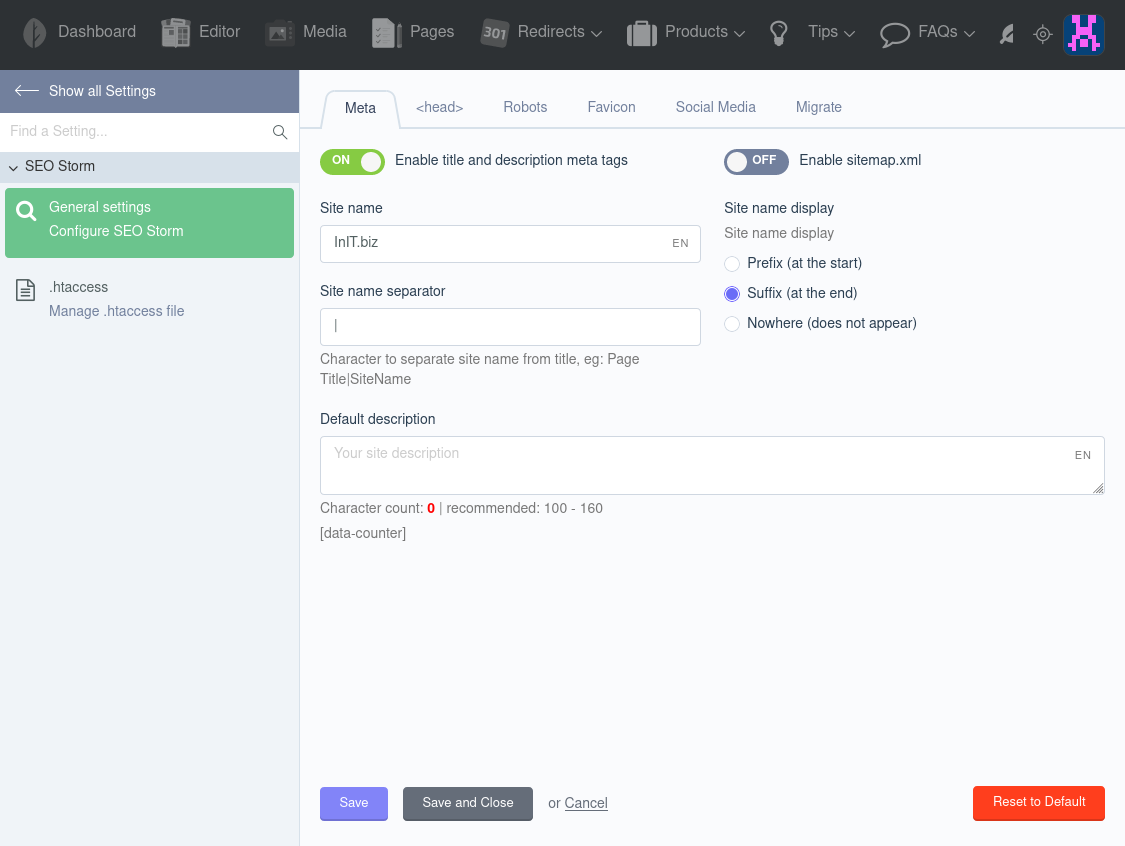 Dashboard Editor Media Pages 301 Redirects Products Tips FAQs
Show all Settings
Find a Setting...
SEO Storm
General settings
Configure SEO Storm
.htaccess
Manage .htaccess file
Meta <head> Robots Favicon Social Media Migrate
ON Enable title and description meta tags
OFF Enable sitemap.xml
Site name
InIT.biz EN
Site name separator
|
Character to separate site name from title, eg: Page
Title|SiteName
Site name display
Site name display
Prefix (at the start)
Suffix (at the end)
Nowhere (does not appear)
Default description
Your site description EN
Character count: 0 | recommended: 100 - 160
[data-counter]
Save Save and Close or Cancel Reset to Default